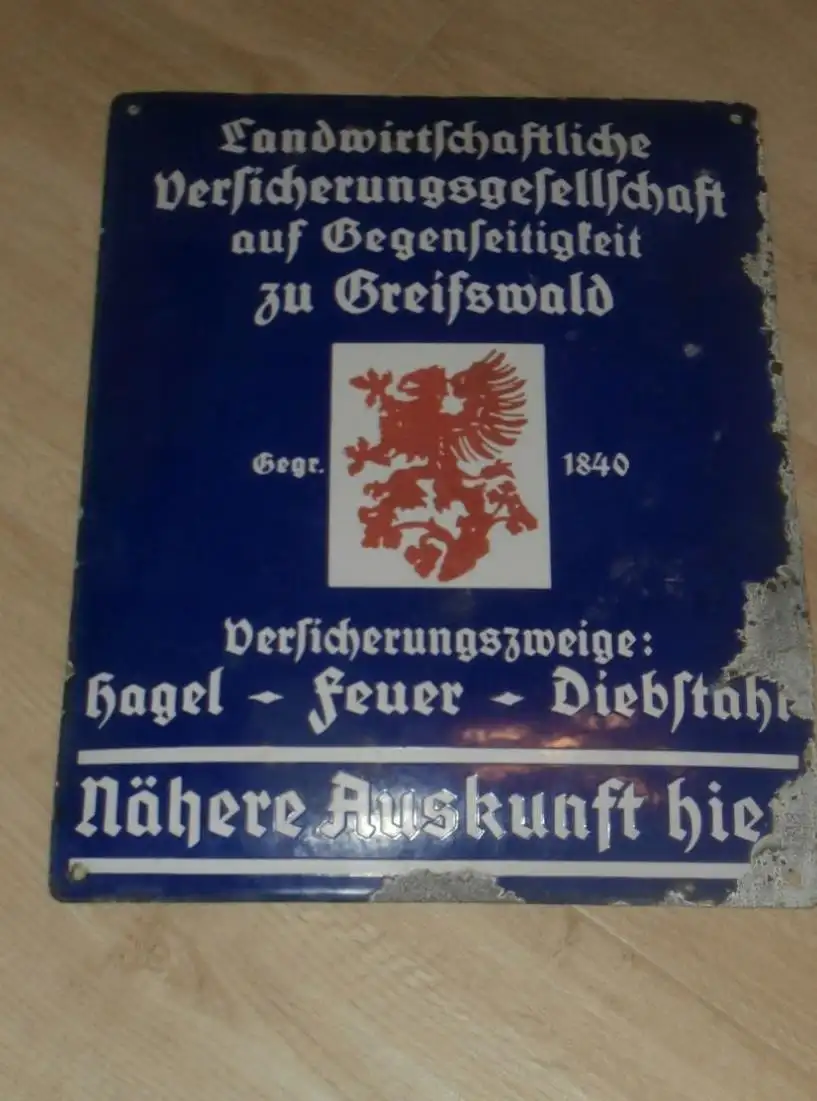 Landwirtſchaftliche
Verſicherungsgeſellſchaft
auf Gegenſeitigkeit
zu Greifswald
Gegr. 1840
Verſicherungszweige:
Hagel - Feuer - Diebſtahl
Nähere Auskunft hier